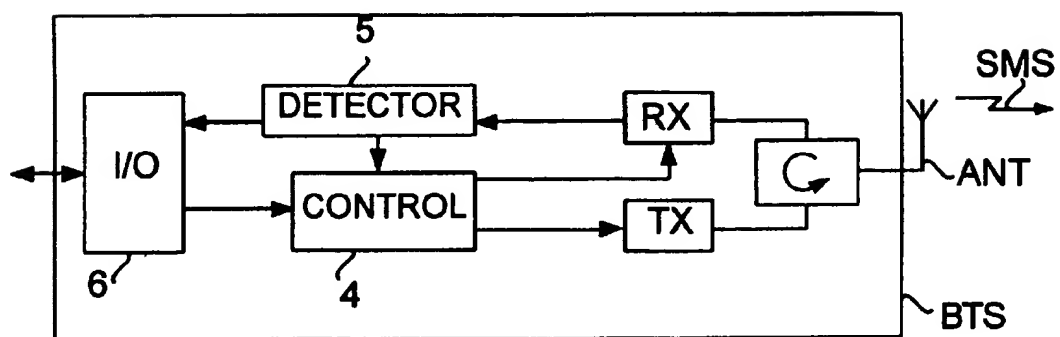 5
SMS
DETECTOR
RX
I/O
ANT
CONTROL
TX
6
4
BTS